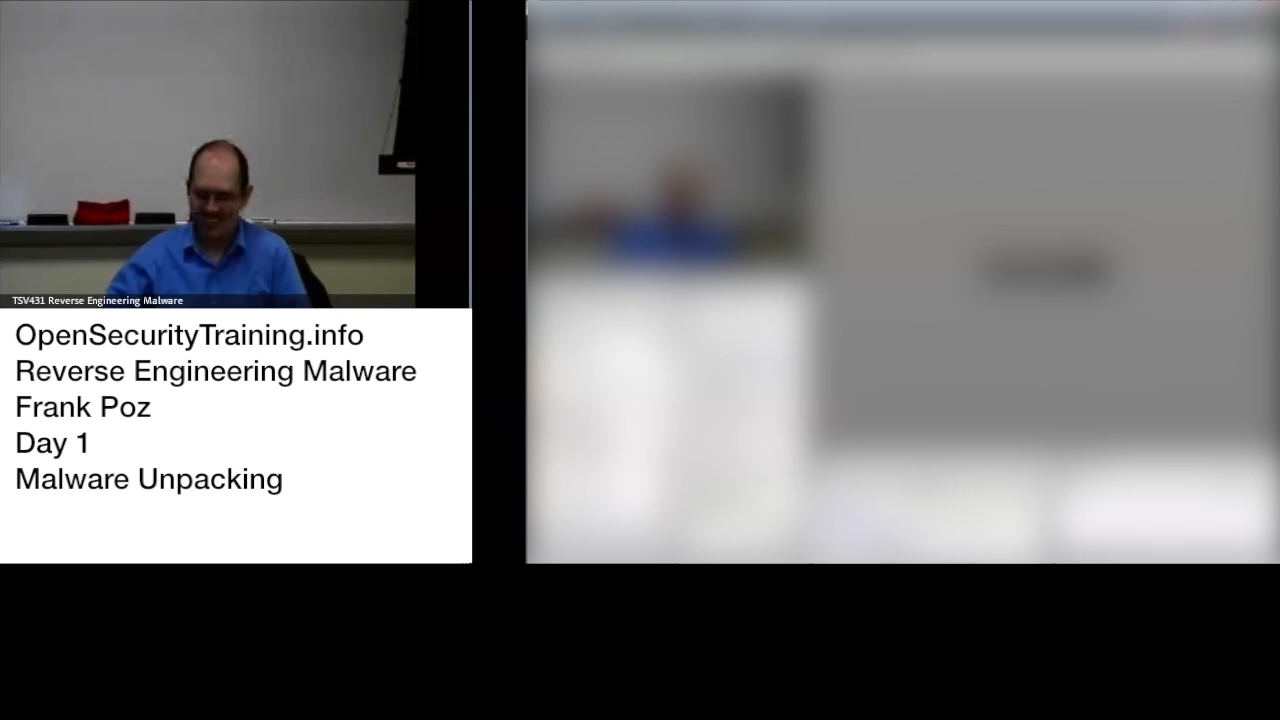 TSV431 Reverse Engineering Malware
OpenSecurityTraining.info
Reverse Engineering Malware
Frank Poz
Day 1
Malware Unpacking